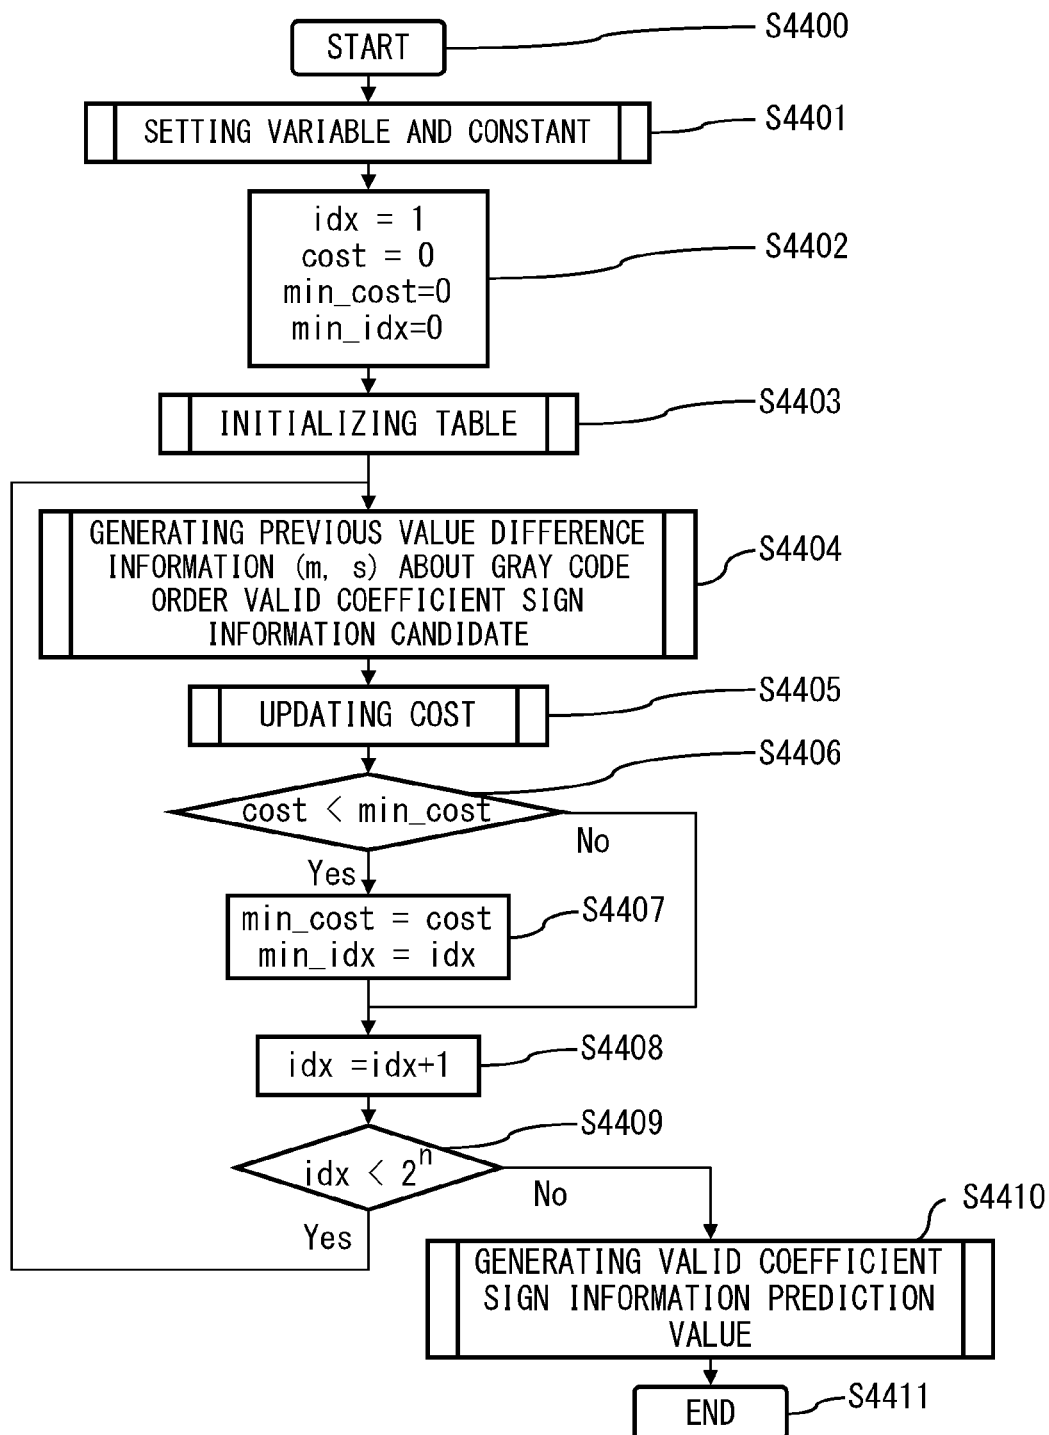 START
S4400
SETTING VARIABLE AND CONSTANT
S4401
idx = 1
cost = 0
min_cost=0
min_idx=0
S4402
INITIALIZING TABLE
S4403
GENERATING PREVIOUS VALUE DIFFERENCE
INFORMATION (m, s) ABOUT GRAY CODE
ORDER VALID COEFFICIENT SIGN
INFORMATION CANDIDATE
S4404
UPDATING COST
S4405
S4406
cost < min_cost
No
Yes
min_cost = cost
min_idx = idx
S4407
idx =idx+1
S4408
S4409
idx < 2^n
No
Yes
S4410
GENERATING VALID COEFFICIENT
SIGN INFORMATION PREDICTION
VALUE
END
S4411